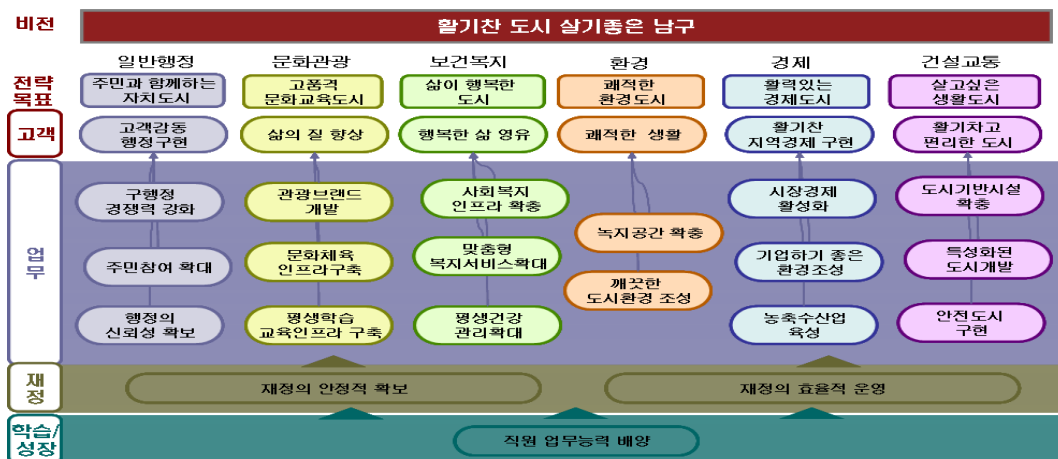 비전
활기찬 도시 살기좋은 남구
일반행정
문화관광
보건복지
환경
경제
건설교통
전략
목표
주민과 함께하는
자치도시
고품격
문화교육도시
삶이 행복한
도시
쾌적한
환경도시
활력있는
경제도시
살고싶은
생활도시
고객
고객감동
행정구현
삶의 질 향상
행복한 삶 영유
쾌적한 생활
활기찬
지역경제 구현
활기차고
편리한 도시
업무
구행정
경쟁력 강화
관광브랜드
개발
사회복지
인프라 확충
녹지공간 확충
시장경제
활성화
도시기반시설
확충
주민참여 확대
문화체육
인프라구축
맞춤형
복지서비스확대
깨끗한
도시환경 조성
기업하기 좋은
환경조성
특성화된
도시개발
행정의
신뢰성 확보
평생학습
교육인프라 구축
평생건강
관리확대
농축수산업
육성
안전도시
구현
재정
재정의 안정적 확보
재정의 효율적 운영
학습/
성장
직원 업무능력 배양